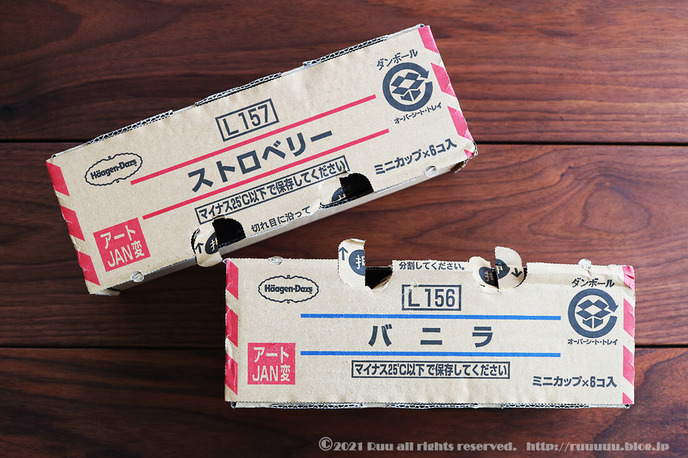 ダンボール
オーバーシート・トレイ
L157
Häagen-Dazs
ストロベリー
ミニカップ×6コ入
マイナス25℃以下で保存してください
切れ目に沿って
アート
JAN変
分割してください。
Häagen-Dazs
L156
ダンボール
オーバーシート・トレイ
バニラ
アート
JAN変
マイナス25℃以下で保存してください
ミニカップ×6コ入
©2021 Ruu all rights reserved. http://ruuuuu.blog.jp